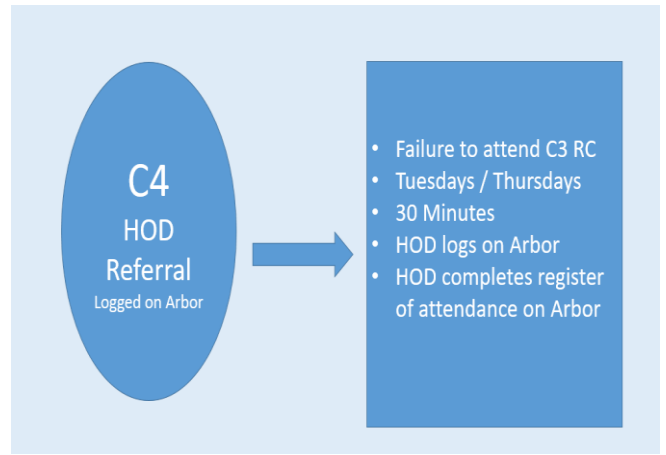 C4
HOD
Referral
Logged on Arbor
• Failure to attend C3 RC
• Tuesdays / Thursdays
• 30 Minutes
• HOD logs on Arbor
• HOD completes register
of attendance on Arbor